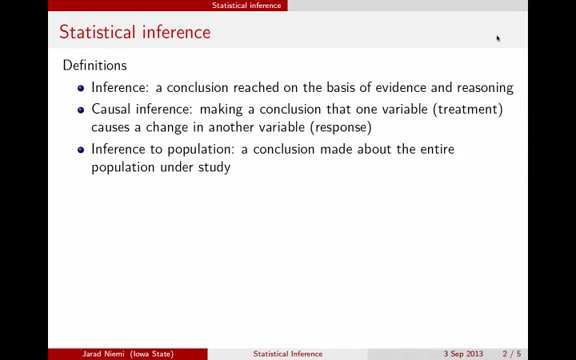 Statistical inference
Statistical inference
Definitions
Inference: a conclusion reached on the basis of evidence and reasoning
Causal inference: making a conclusion that one variable (treatment)
causes a change in another variable (response)
Inference to population: a conclusion made about the entire
population under study
Jarad Niemi (Iowa State) Statistical Inference 3 Sep 2013 2 / 5